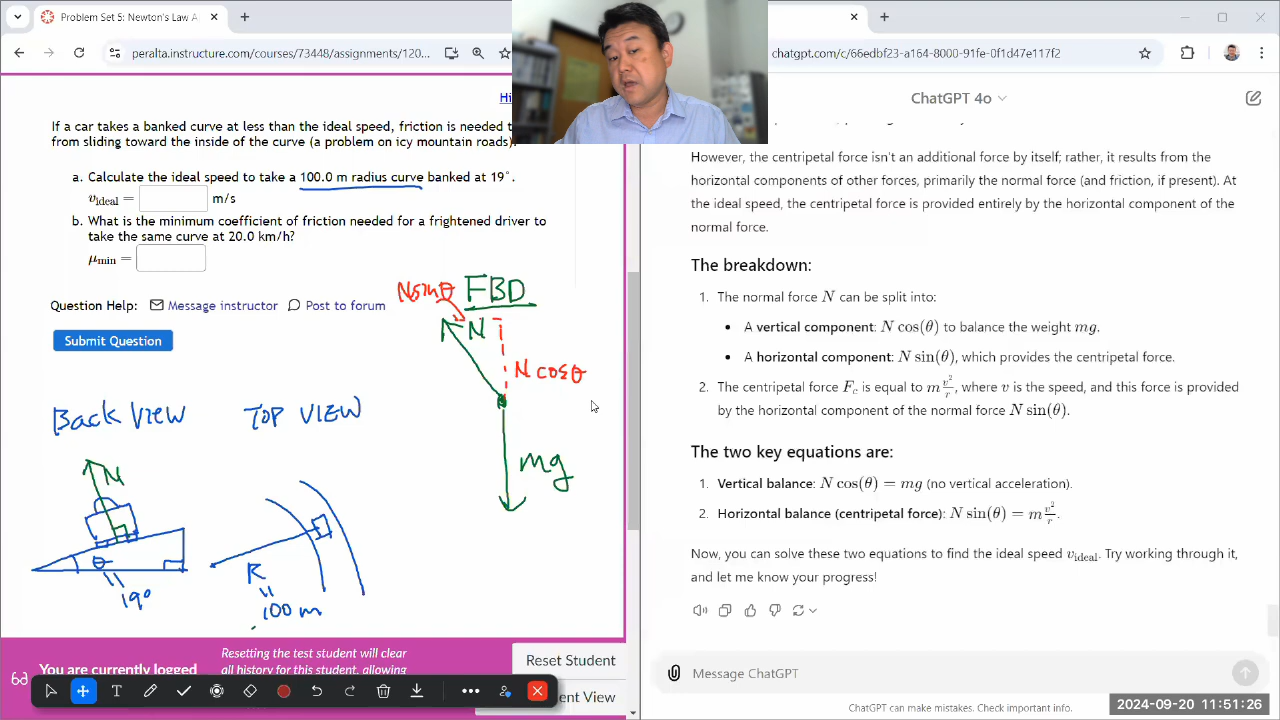 Problem Set 5: Newton's Law A
peralta.instructure.com/courses/73448/assignments/120...
chatgpt.com/c/66edbf23-a164-8000-91fe-0f1d47e117f2
ChatGPT 4o
Hi
If a car takes a banked curve at less than the ideal speed, friction is needed t
from sliding toward the inside of the curve (a problem on icy mountain roads)
a. Calculate the ideal speed to take a 100.0 m radius curve banked at 19°.
v_ideal = m/s
b. What is the minimum coefficient of friction needed for a frightened driver to
take the same curve at 20.0 km/h?
μ_min =
Question Help: Message instructor Post to forum
Submit Question
FBD
N sin θ
N
N cos θ
mg
Back View
TOP VIEW
N
θ
19°
R
100 m
You are currently logged
Resetting the test student will clear
all history for this student, allowing
Reset Student
ent View
However, the centripetal force isn't an additional force by itself; rather, it results from the
horizontal components of other forces, primarily the normal force (and friction, if present). At
the ideal speed, the centripetal force is provided entirely by the horizontal component of the
normal force.
The breakdown:
1. The normal force N can be split into:
• A vertical component: N cos(θ) to balance the weight mg.
• A horizontal component: N sin(θ), which provides the centripetal force.
2. The centripetal force F_c is equal to m v²/r, where v is the speed, and this force is provided
by the horizontal component of the normal force N sin(θ).
The two key equations are:
1. Vertical balance: N cos(θ) = mg (no vertical acceleration).
2. Horizontal balance (centripetal force): N sin(θ) = m v²/r.
Now, you can solve these two equations to find the ideal speed v_ideal. Try working through it,
and let me know your progress!
Message ChatGPT
ChatGPT can make mistakes. Check important info.
2024-09-20 11:51:26